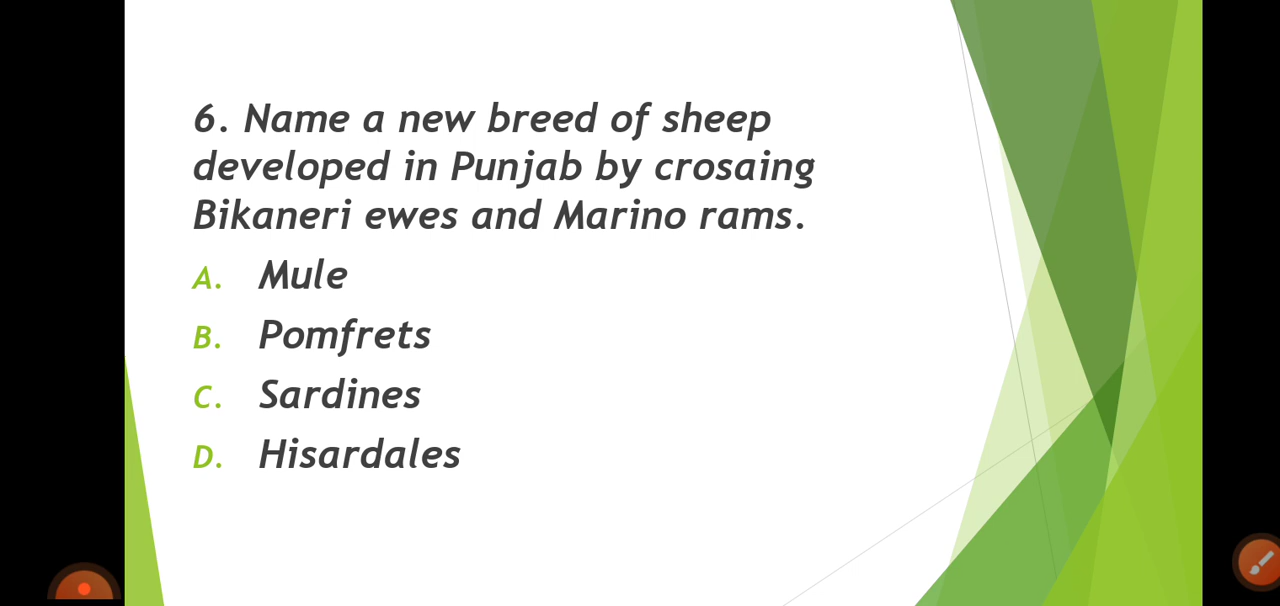 6. Name a new breed of sheep
developed in Punjab by crosaing
Bikaneri ewes and Marino rams.
A. Mule
B. Pomfrets
C. Sardines
D. Hisardales